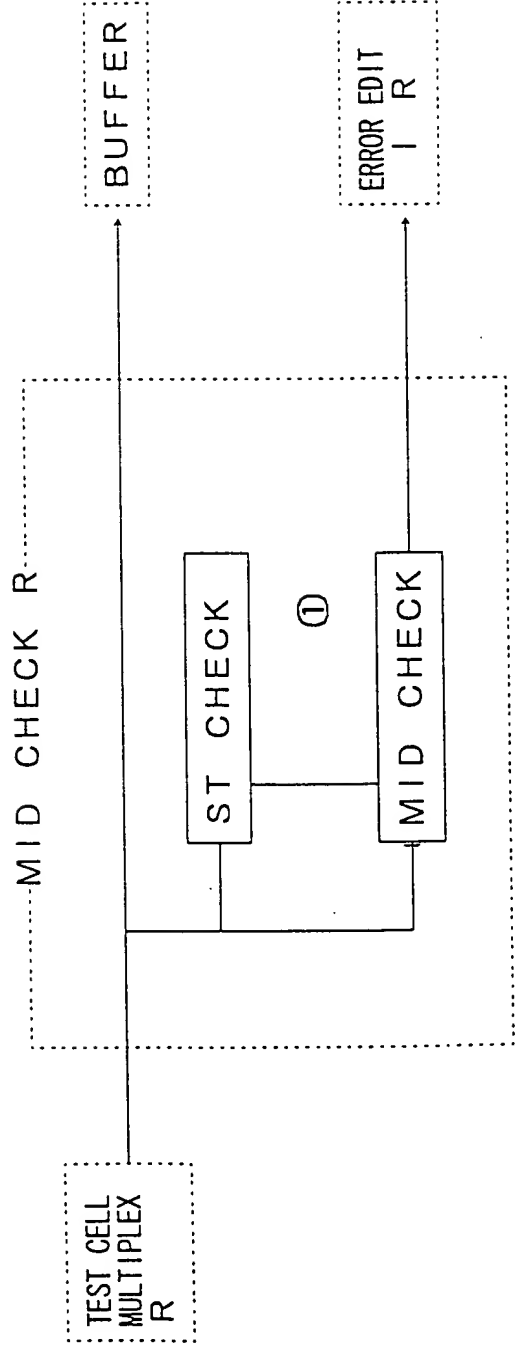 MID CHECK R
TEST CELL
MULTIPLEX
R
BUFFER
ST CHECK
①
MID CHECK
ERROR EDIT
I R